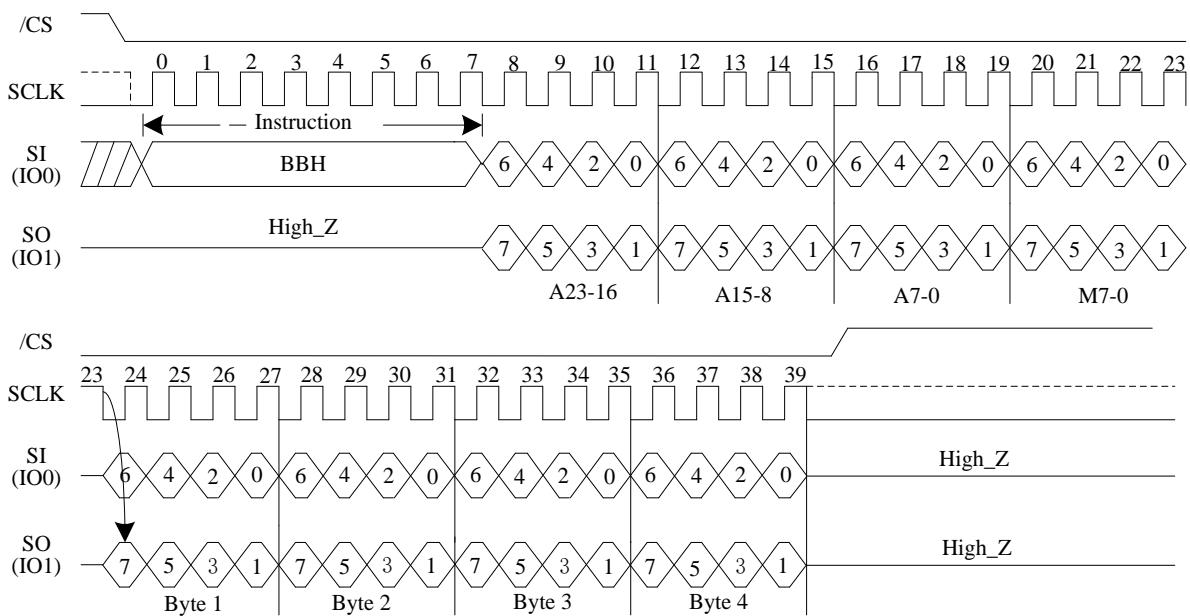 /CS
0 1 2 3 4 5 6 7 8 9 10 11 12 13 14 15 16 17 18 19 20 21 22 23
SCLK
Instruction
SI
(IO0)
BBH
6 4 2 0 6 4 2 0 6 4 2 0 6 4 2 0
SO
(IO1)
High_Z
7 5 3 1 7 5 3 1 7 5 3 1 7 5 3 1
A23-16 A15-8 A7-0 M7-0
/CS
23 24 25 26 27 28 29 30 31 32 33 34 35 36 37 38 39
SCLK
SI
(IO0)
6 4 2 0 6 4 2 0 6 4 2 0 6 4 2 0
High_Z
SO
(IO1)
7 5 3 1 7 5 3 1 7 5 3 1 7 5 3 1
High_Z
Byte 1 Byte 2 Byte 3 Byte 4